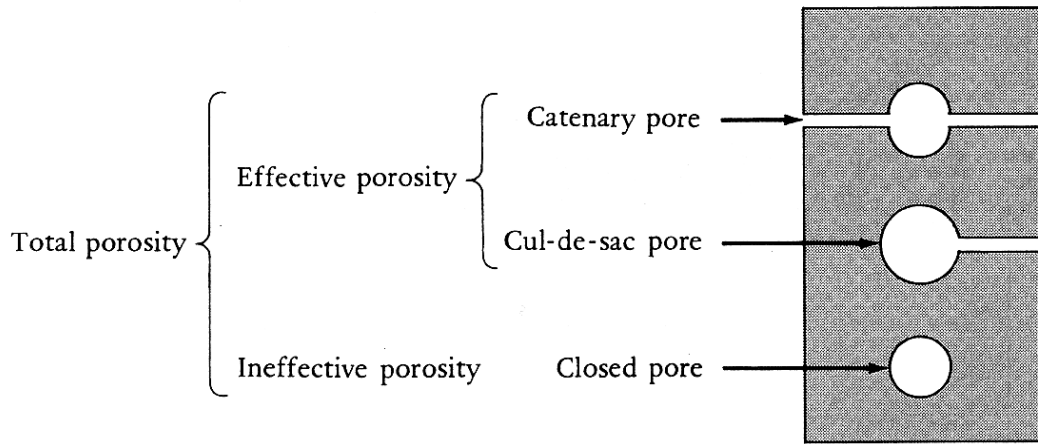 Catenary pore
Effective porosity
Total porosity
Cul-de-sac pore
Ineffective porosity
Closed pore